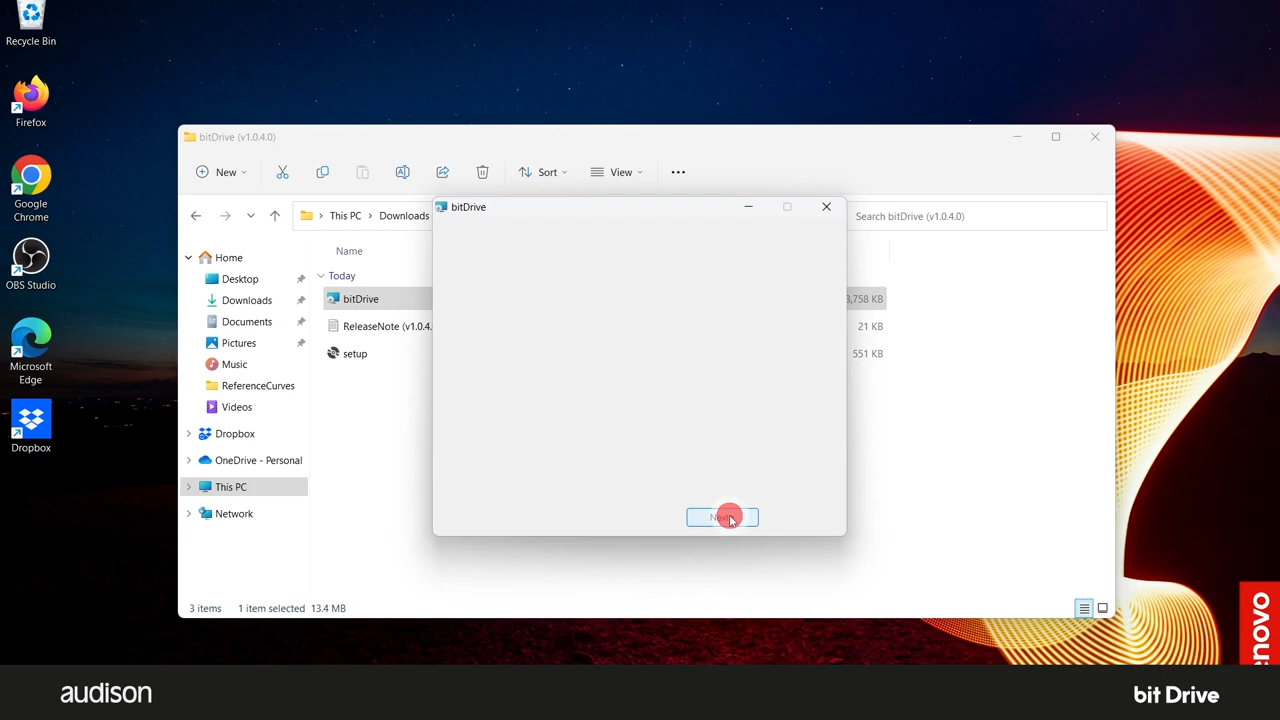 Recycle Bin
Firefox
Google
Chrome
OBS Studio
Microsoft
Edge
Dropbox
bitDrive (v1.0.4.0)
New
Sort
View
This PC
Downloads
Search bitDrive (v1.0.4.0)
bitDrive
Name
Today
bitDrive
3,758 KB
ReleaseNote (v1.0.4.
21 KB
setup
551 KB
Home
Desktop
Downloads
Documents
Pictures
Music
ReferenceCurves
Videos
Dropbox
OneDrive - Personal
This PC
Network
Next
3 items 1 item selected 13.4 MB
enovo
audison
bit Drive